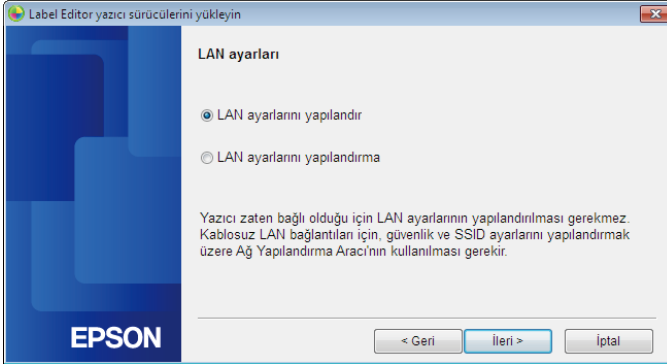 Label Editor yazıcı sürücülerini yükleyin
LAN ayarları
LAN ayarlarını yapılandır
LAN ayarlarını yapılandırma
Yazıcı zaten bağlı olduğu için LAN ayarlarının yapılandırılması gerekmez.
Kablosuz LAN bağlantıları için, güvenlik ve SSID ayarlarını yapılandırmak
üzere Ağ Yapılandırma Aracı'nın kullanılması gerekir.
EPSON
< Geri
İleri >
İptal